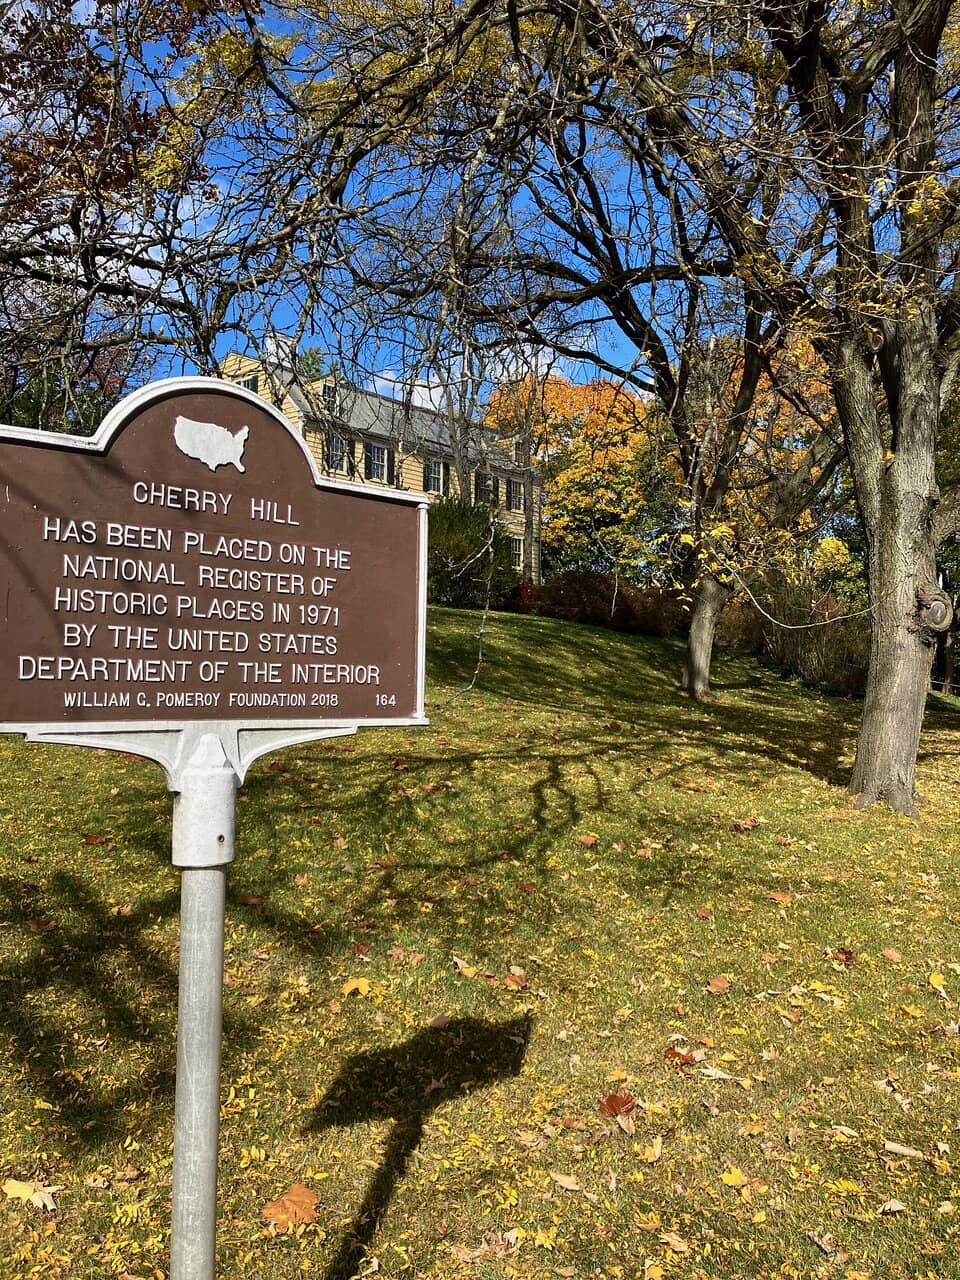 CHERRY HILL
HAS BEEN PLACED ON THE
NATIONAL REGISTER OF
HISTORIC PLACES IN 1971
BY THE UNITED STATES
DEPARTMENT OF THE INTERIOR
WILLIAM G. POMEROY FOUNDATION 2018 164